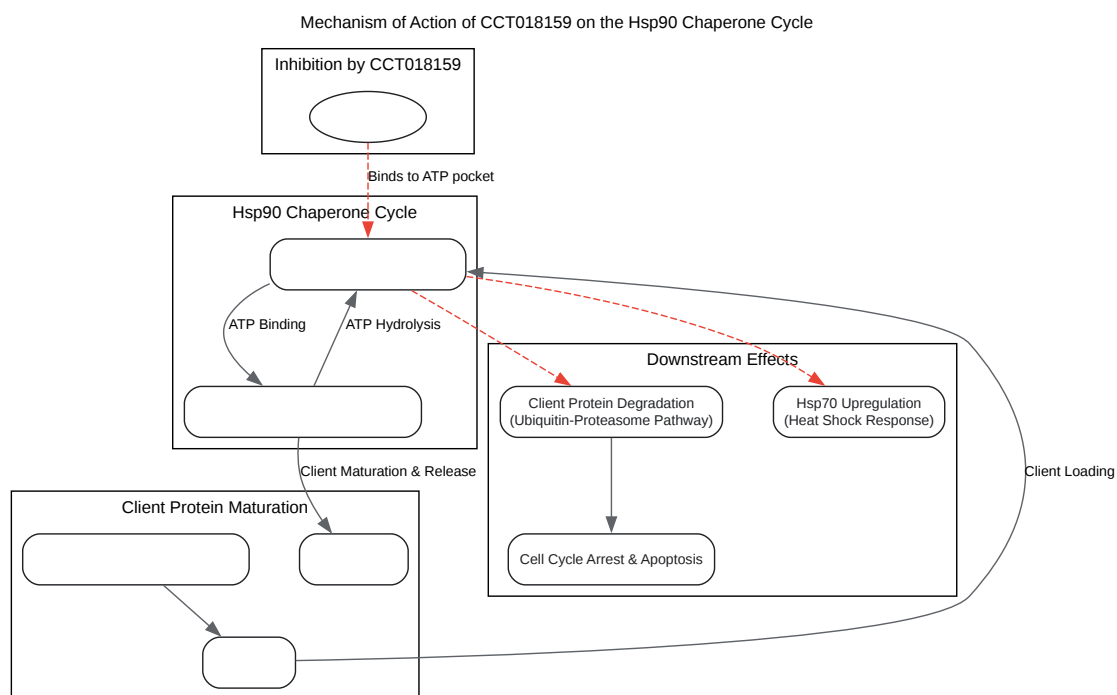 Mechanism of Action of CCT018159 on the Hsp90 Chaperone Cycle
Inhibition by CCT018159
Binds to ATP pocket
Hsp90 Chaperone Cycle
ATP Binding
ATP Hydrolysis
Downstream Effects
Client Protein Degradation
(Ubiquitin-Proteasome Pathway)
Hsp70 Upregulation
(Heat Shock Response)
Client Maturation & Release
Client Loading
Client Protein Maturation
Cell Cycle Arrest & Apoptosis